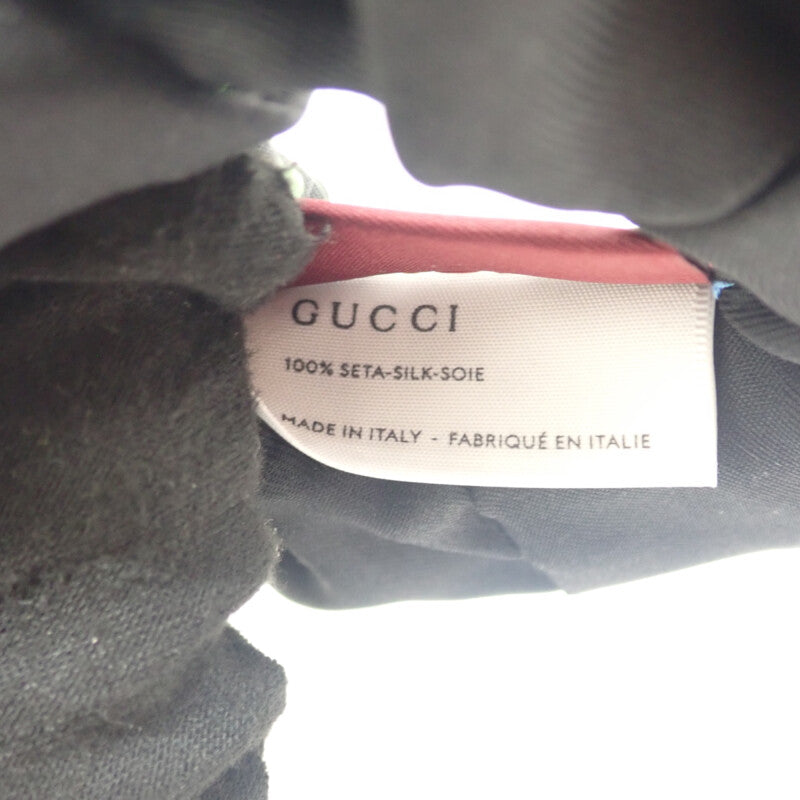 GUCCI
100% SETA-SILK-SOIE
MADE IN ITALY - FABRIQUÉ EN ITALIE